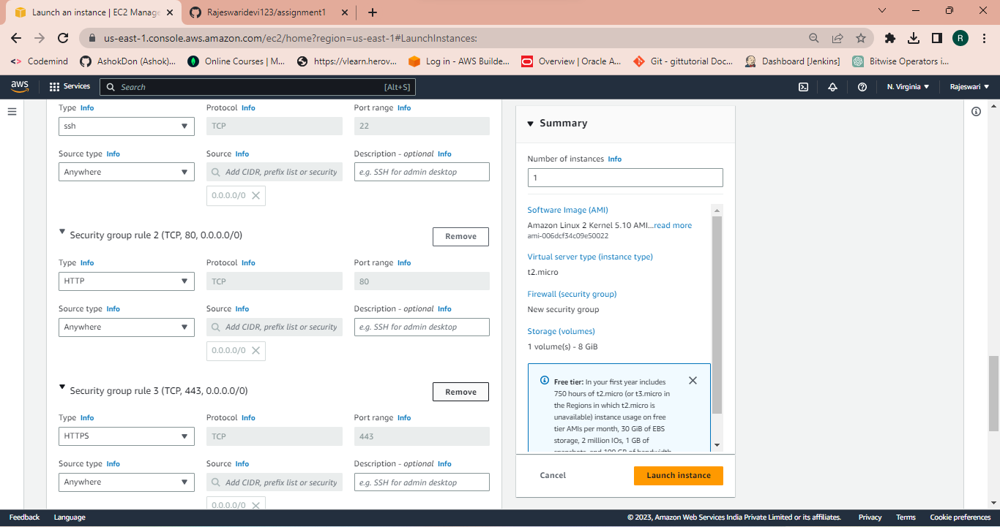 Launch an instance | EC2 Manage
Rajeswaridevi123/assignment1
us-east-1.console.aws.amazon.com/ec2/home?region=us-east-1#LaunchInstances:
R
Codemind
AshokDon (Ashok)...
Online Courses | M...
https://vlearn.herov...
Log in - AWS Builde...
Overview | Oracle A...
Git - gittutorial Doc...
Dashboard [Jenkins]
Bitwise Operators i...
aws
Services
Search
[Alt+S]
N. Virginia
Rajeswari
Type Info
Protocol Info
Port range Info
ssh
TCP
22
Source type Info
Source Info
Description - optional Info
Anywhere
Add CIDR, prefix list or security
e.g. SSH for admin desktop
0.0.0.0/0
Security group rule 2 (TCP, 80, 0.0.0.0/0)
Remove
Type Info
Protocol Info
Port range Info
HTTP
TCP
80
Source type Info
Source Info
Description - optional Info
Anywhere
Add CIDR, prefix list or security
e.g. SSH for admin desktop
0.0.0.0/0
Security group rule 3 (TCP, 443, 0.0.0.0/0)
Remove
Type Info
Protocol Info
Port range Info
HTTPS
TCP
443
Source type Info
Source Info
Description - optional Info
Anywhere
Add CIDR, prefix list or security
e.g. SSH for admin desktop
0.0.0.0/0
Summary
Number of instances Info
1
Software Image (AMI)
Amazon Linux 2 Kernel 5.10 AMI...read more
ami-006dcf34c09e50022
Virtual server type (instance type)
t2.micro
Firewall (security group)
New security group
Storage (volumes)
1 volume(s) - 8 GiB
Free tier: In your first year includes
750 hours of t2.micro (or t3.micro in
the Regions in which t2.micro is
unavailable) instance usage on free
tier AMIs per month, 30 GiB of EBS
storage, 2 million IOs, 1 GB of
snapshots, and 100 GB of bandwidth
Cancel
Launch instance
Feedback
Language
© 2023, Amazon Web Services India Private Limited or its affiliates.
Privacy
Terms
Cookie preferences